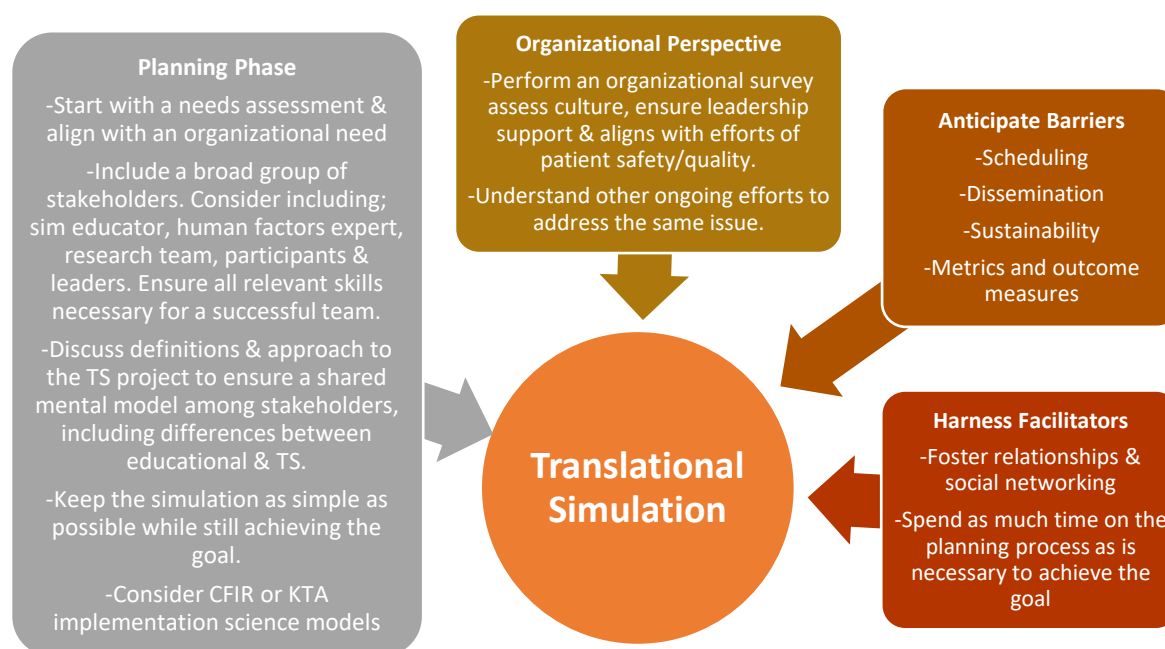 Planning Phase
-Start with a needs assessment &
align with an organizational need
-Include a broad group of
stakeholders. Consider including;
sim educator, human factors expert,
research team, participants &
leaders. Ensure all relevant skills
necessary for a successful team.
-Discuss definitions & approach to
the TS project to ensure a shared
mental model among stakeholders,
including differences between
educational & TS.
-Keep the simulation as simple as
possible while still achieving the
goal.
-Consider CFIR or KTA
implementation science models
Organizational Perspective
-Perform an organizational survey
assess culture, ensure leadership
support & aligns with efforts of
patient safety/quality.
-Understand other ongoing efforts to
address the same issue.
Anticipate Barriers
-Scheduling
-Dissemination
-Sustainability
-Metrics and outcome
measures
Harness Facilitators
-Foster relationships &
social networking
-Spend as much time on the
planning process as is
necessary to achieve the
goal
Translational
Simulation